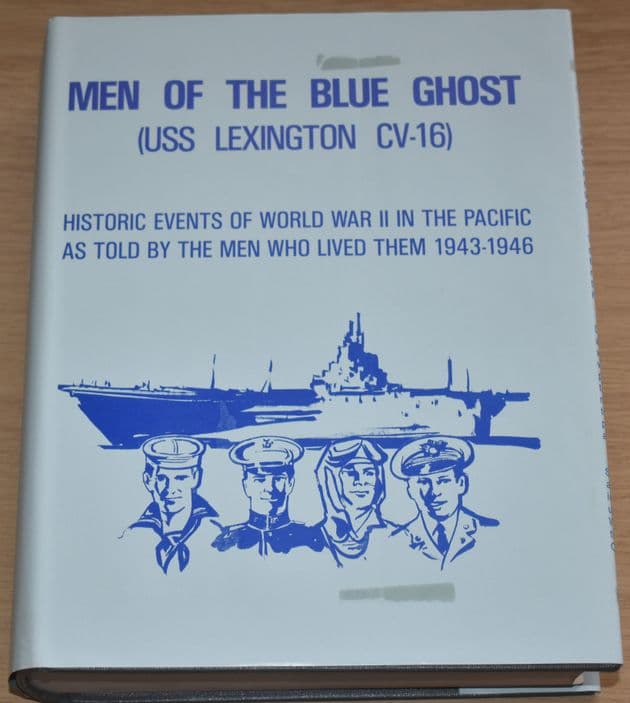 MEN OF THE BLUE GHOST
(USS LEXINGTON CV-16)
HISTORIC EVENTS OF WORLD WAR II IN THE PACIFIC
AS TOLD BY THE MEN WHO LIVED THEM 1943-1946